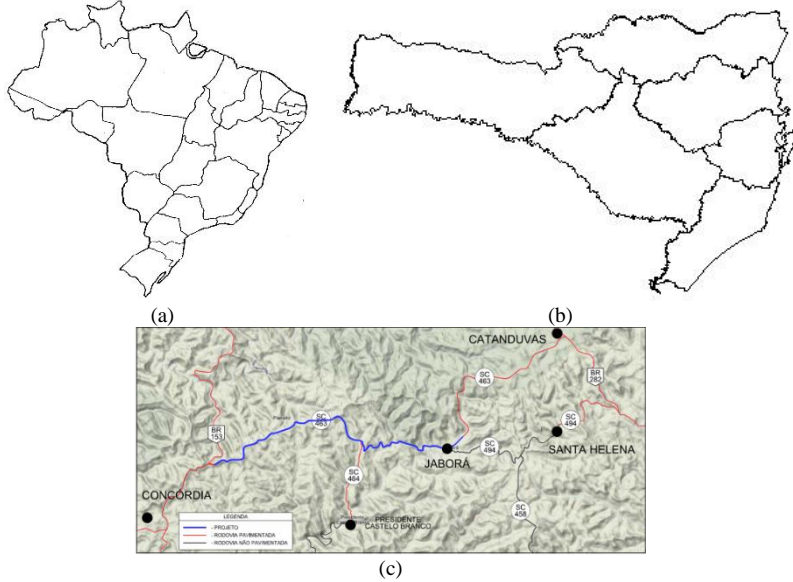 (a)
(b)
CATANDUVAS
SC
463
BR
282
SC
463
SC
494
BR
153
SC
494
SANTA HELENA
JABORÁ
SC
464
CONCÓRDIA
SC
458
PRESIDENTE
CASTELO BRANCO
LEGENDA
- PROJETO
- RODOVIA PAVIMENTADA
- RODOVIA NÃO PAVIMENTADA
(c)